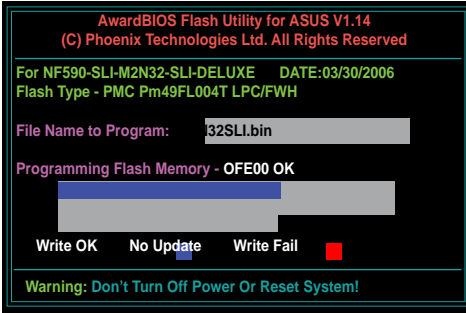 AwardBIOS Flash Utility for ASUS V1.14
(C) Phoenix Technologies Ltd. All Rights Reserved
For NF590-SLI-M2N32-SLI-DELUXE DATE:03/30/2006
Flash Type - PMC Pm49FL004T LPC/FWH
File Name to Program: 32SLI.bin
Programming Flash Memory - OFE00 OK
Write OK No Update Write Fail
Warning: Don't Turn Off Power Or Reset System!